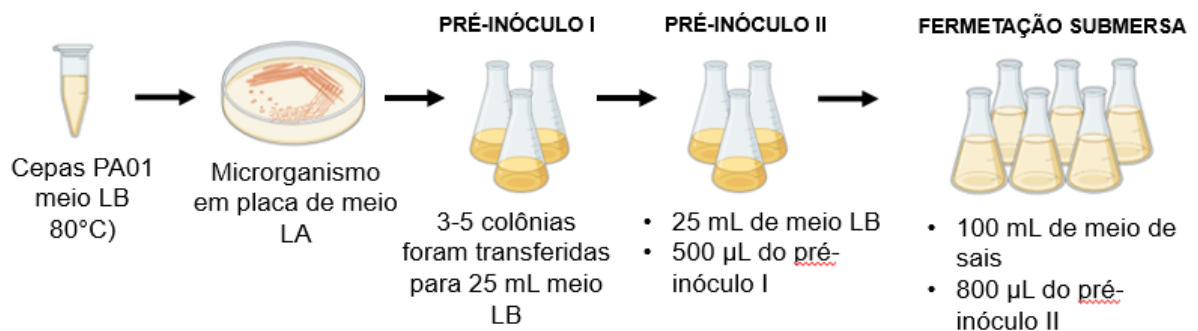 PRÉ-INÓCULO I
PRÉ-INÓCULO II
FERMETAÇÃO SUBMERSA
Cepas PA01
meio LB
80°C)
Microrganismo
em placa de meio
LA
3-5 colônias
foram transferidas
para 25 mL meio
LB
• 25 mL de meio LB
• 500 µL do pré-
inóculo I
• 100 mL de meio de
sais
• 800 µL do pré-
inóculo II